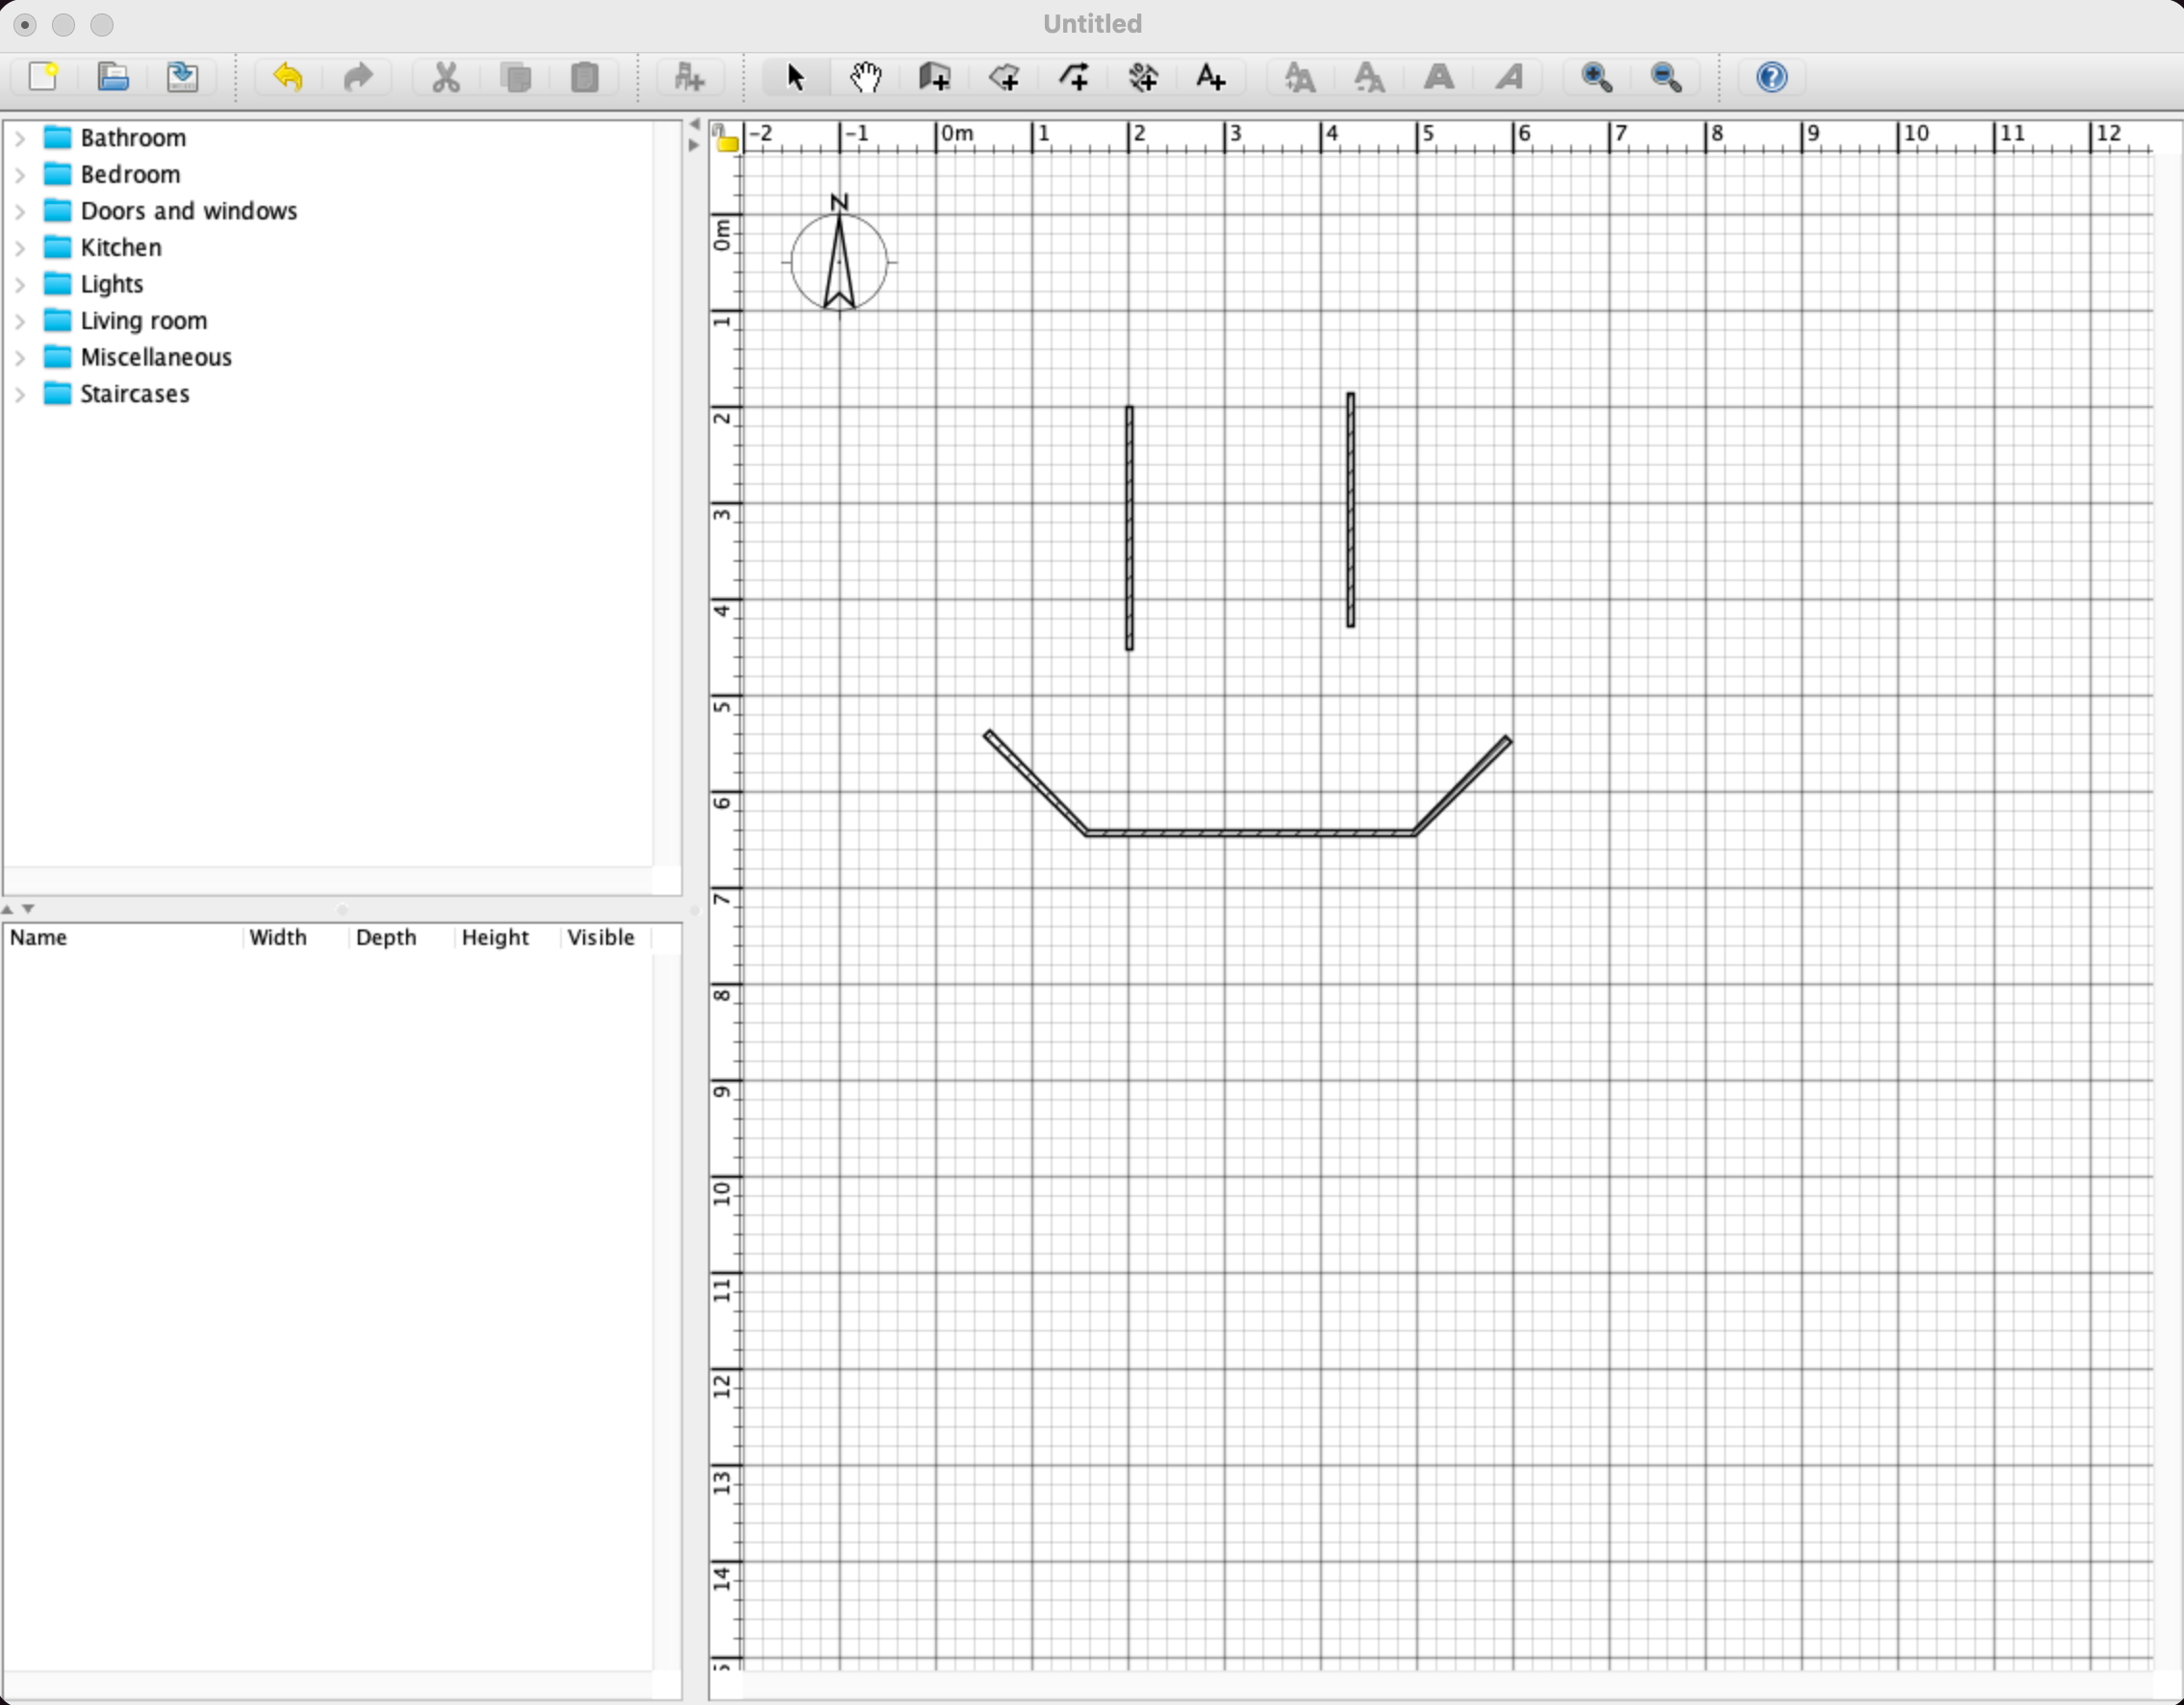 Untitled
Bathroom
Bedroom
Doors and windows
Kitchen
Lights
Living room
Miscellaneous
Staircases
Name Width Depth Height Visible
-2 -1 0m 1 2 3 4 5 6 7 8 9 10 11 12
N
0m
1
2
3
4
5
6
7
8
9
10
11
12
13
14